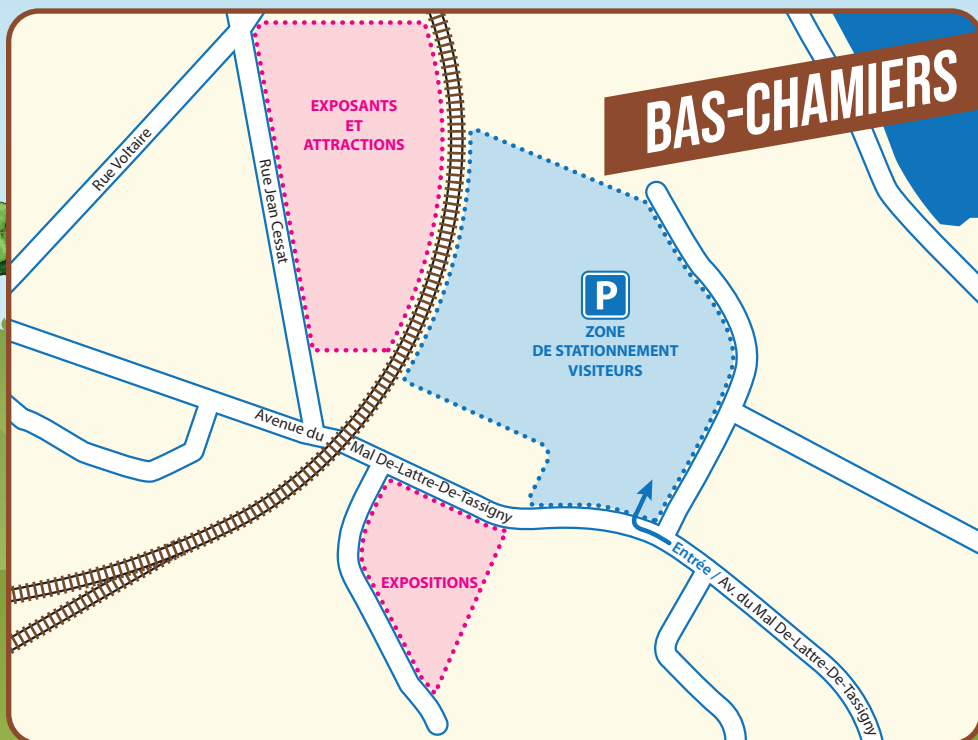 BAS-CHAMIERS
EXPOSANTS
ET
ATTRACTIONS
Rue Voltaire
Rue Jean Cessat
P
ZONE
DE STATIONNEMENT
VISITEURS
Avenue du Mal De-Lattre-De-Tassigny
EXPOSITIONS
Entrée / Av. du Mal De-Lattre-De-Tassigny